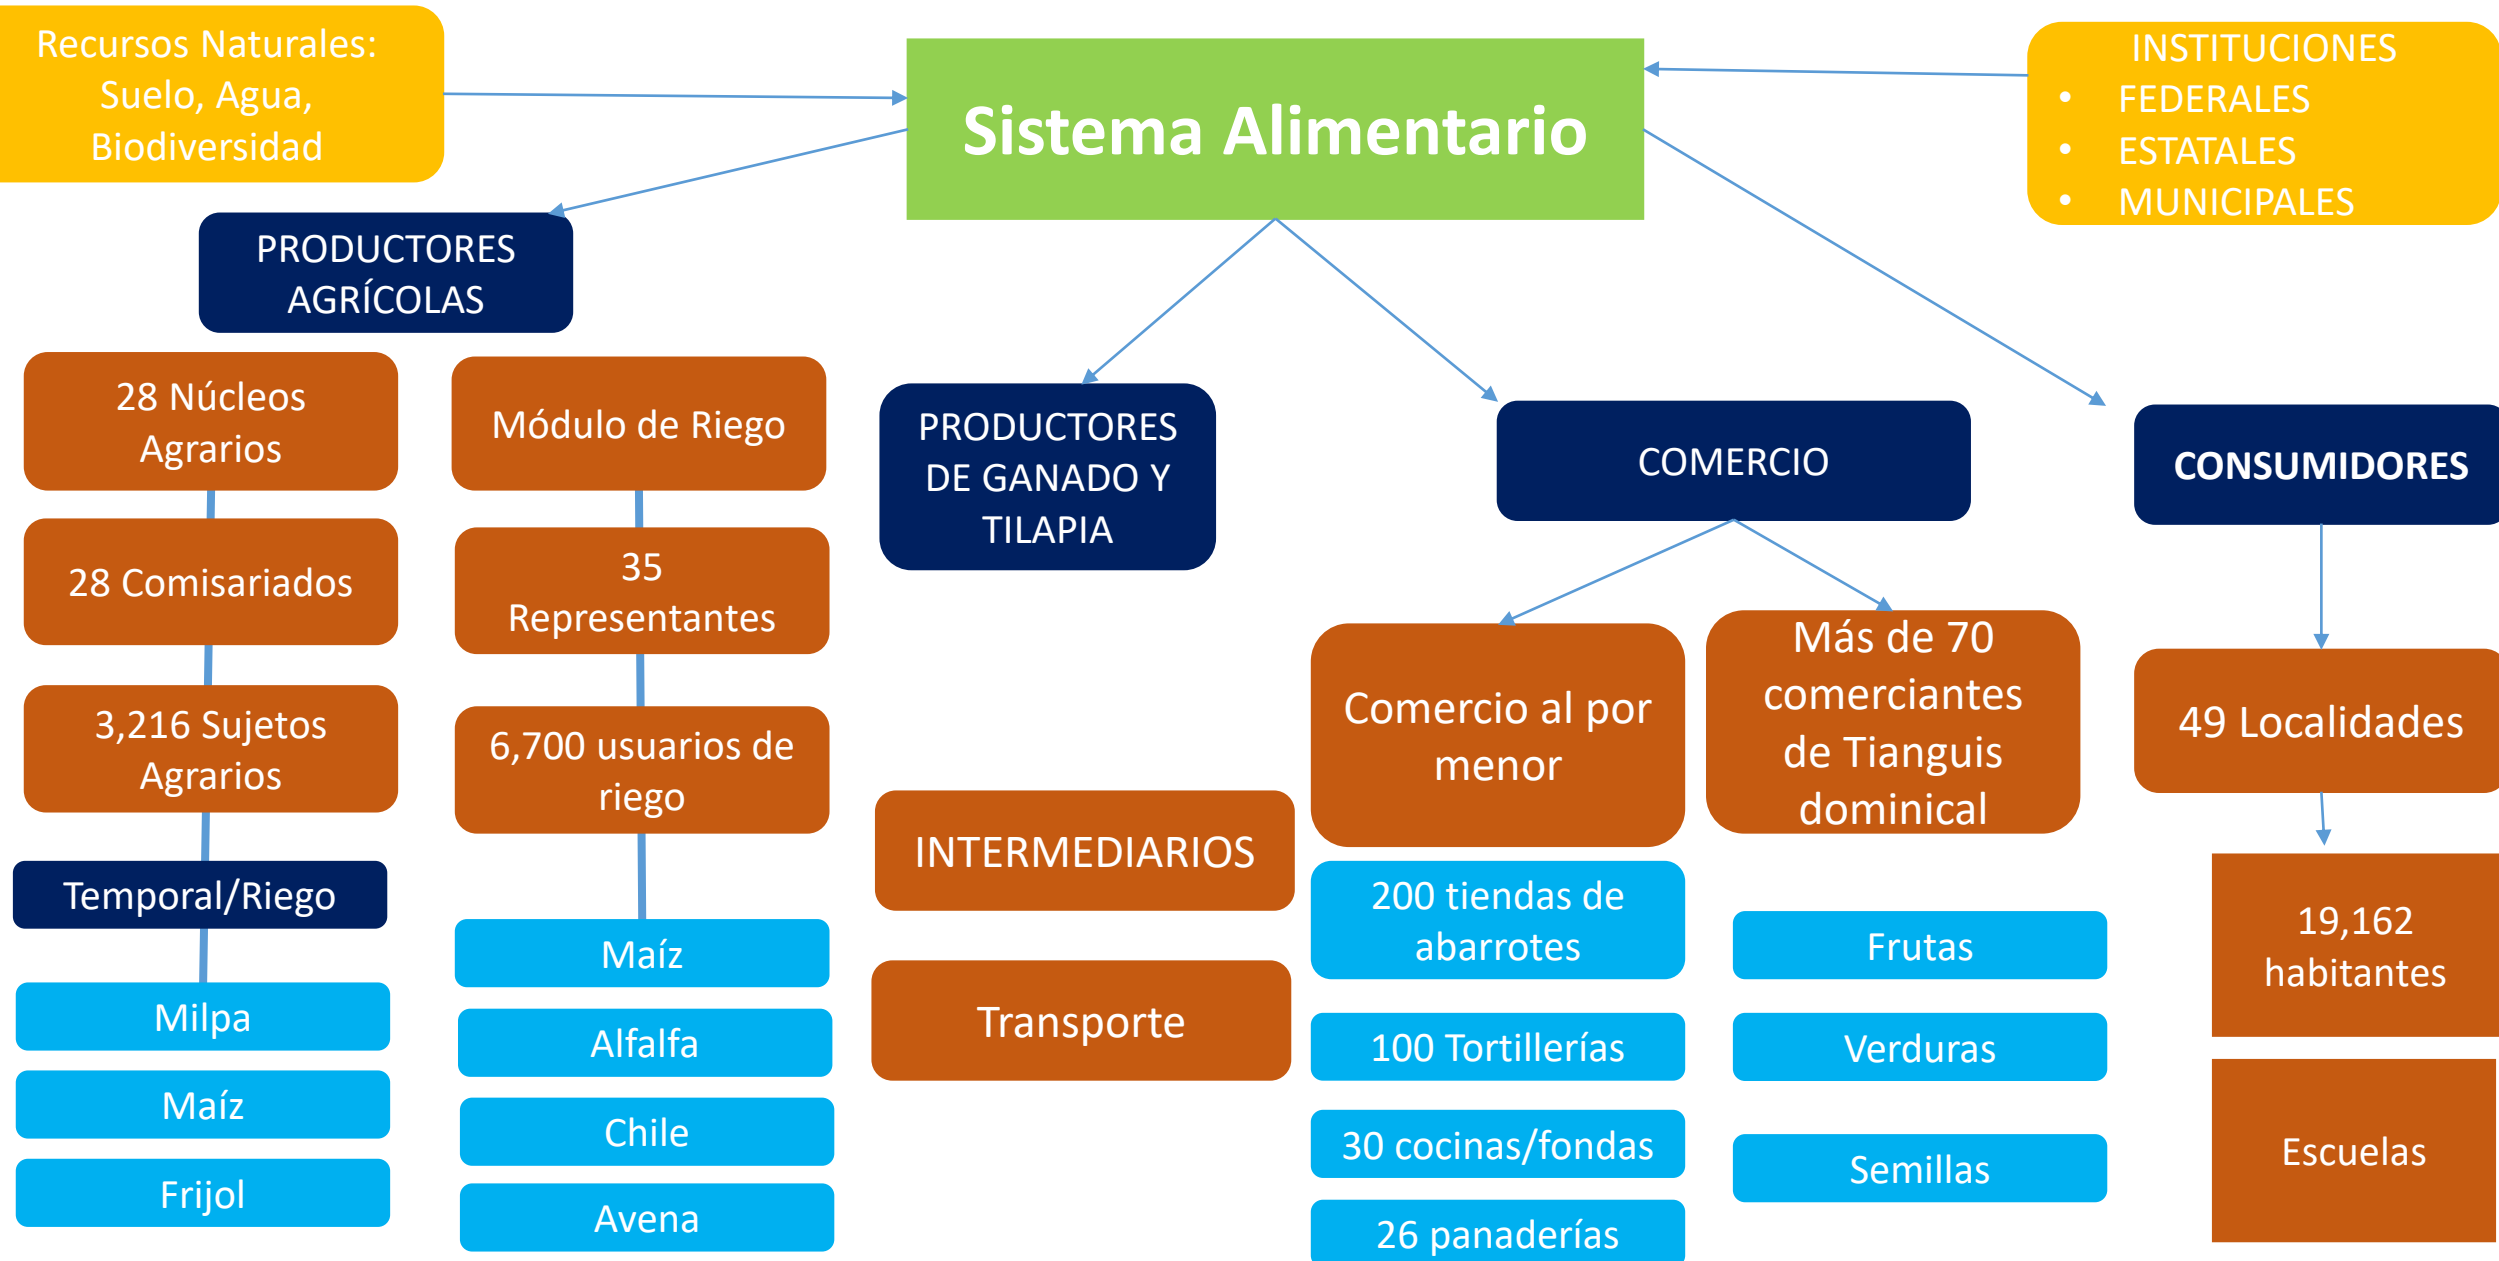 Recursos Naturales:
Suelo, Agua,
Biodiversidad
Sistema Alimentario
INSTITUCIONES
• FEDERALES
• ESTATALES
• MUNICIPALES
PRODUCTORES
AGRÍCOLAS
28 Núcleos
Agrarios
28 Comisariados
3,216 Sujetos
Agrarios
Temporal/Riego
Milpa
Maíz
Frijol
Módulo de Riego
35
Representantes
6,700 usuarios de
riego
Maíz
Alfalfa
Chile
Avena
PRODUCTORES
DE GANADO Y
TILAPIA
INTERMEDIARIOS
Transporte
COMERCIO
Comercio al por
menor
200 tiendas de
abarrotes
100 Tortillerías
30 cocinas/fondas
26 panaderías
Más de 70
comerciantes
de Tianguis
dominical
Frutas
Verduras
Semillas
CONSUMIDORES
49 Localidades
19,162
habitantes
Escuelas